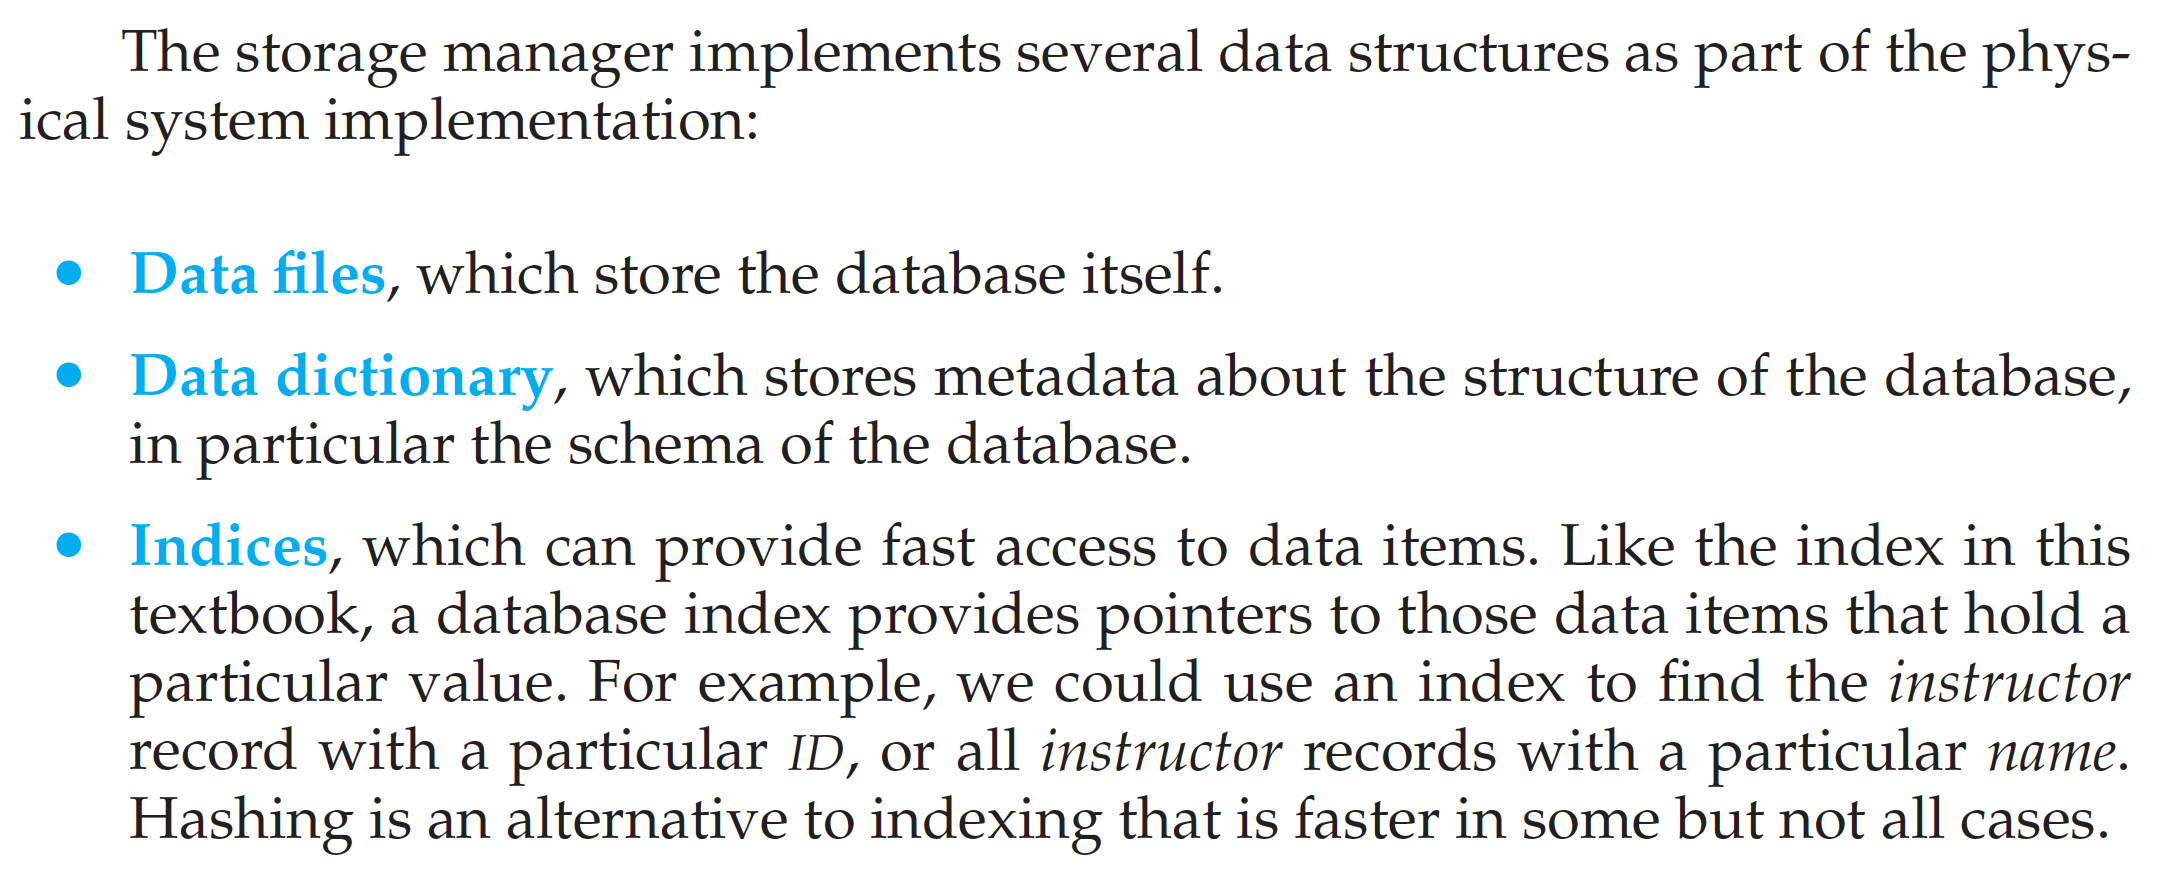 The storage manager implements several data structures as part of the phys-
ical system implementation:
• Data files, which store the database itself.
• Data dictionary, which stores metadata about the structure of the database,
in particular the schema of the database.
• Indices, which can provide fast access to data items. Like the index in this
textbook, a database index provides pointers to those data items that hold a
particular value. For example, we could use an index to find the instructor
record with a particular ID, or all instructor records with a particular name.
Hashing is an alternative to indexing that is faster in some but not all cases.